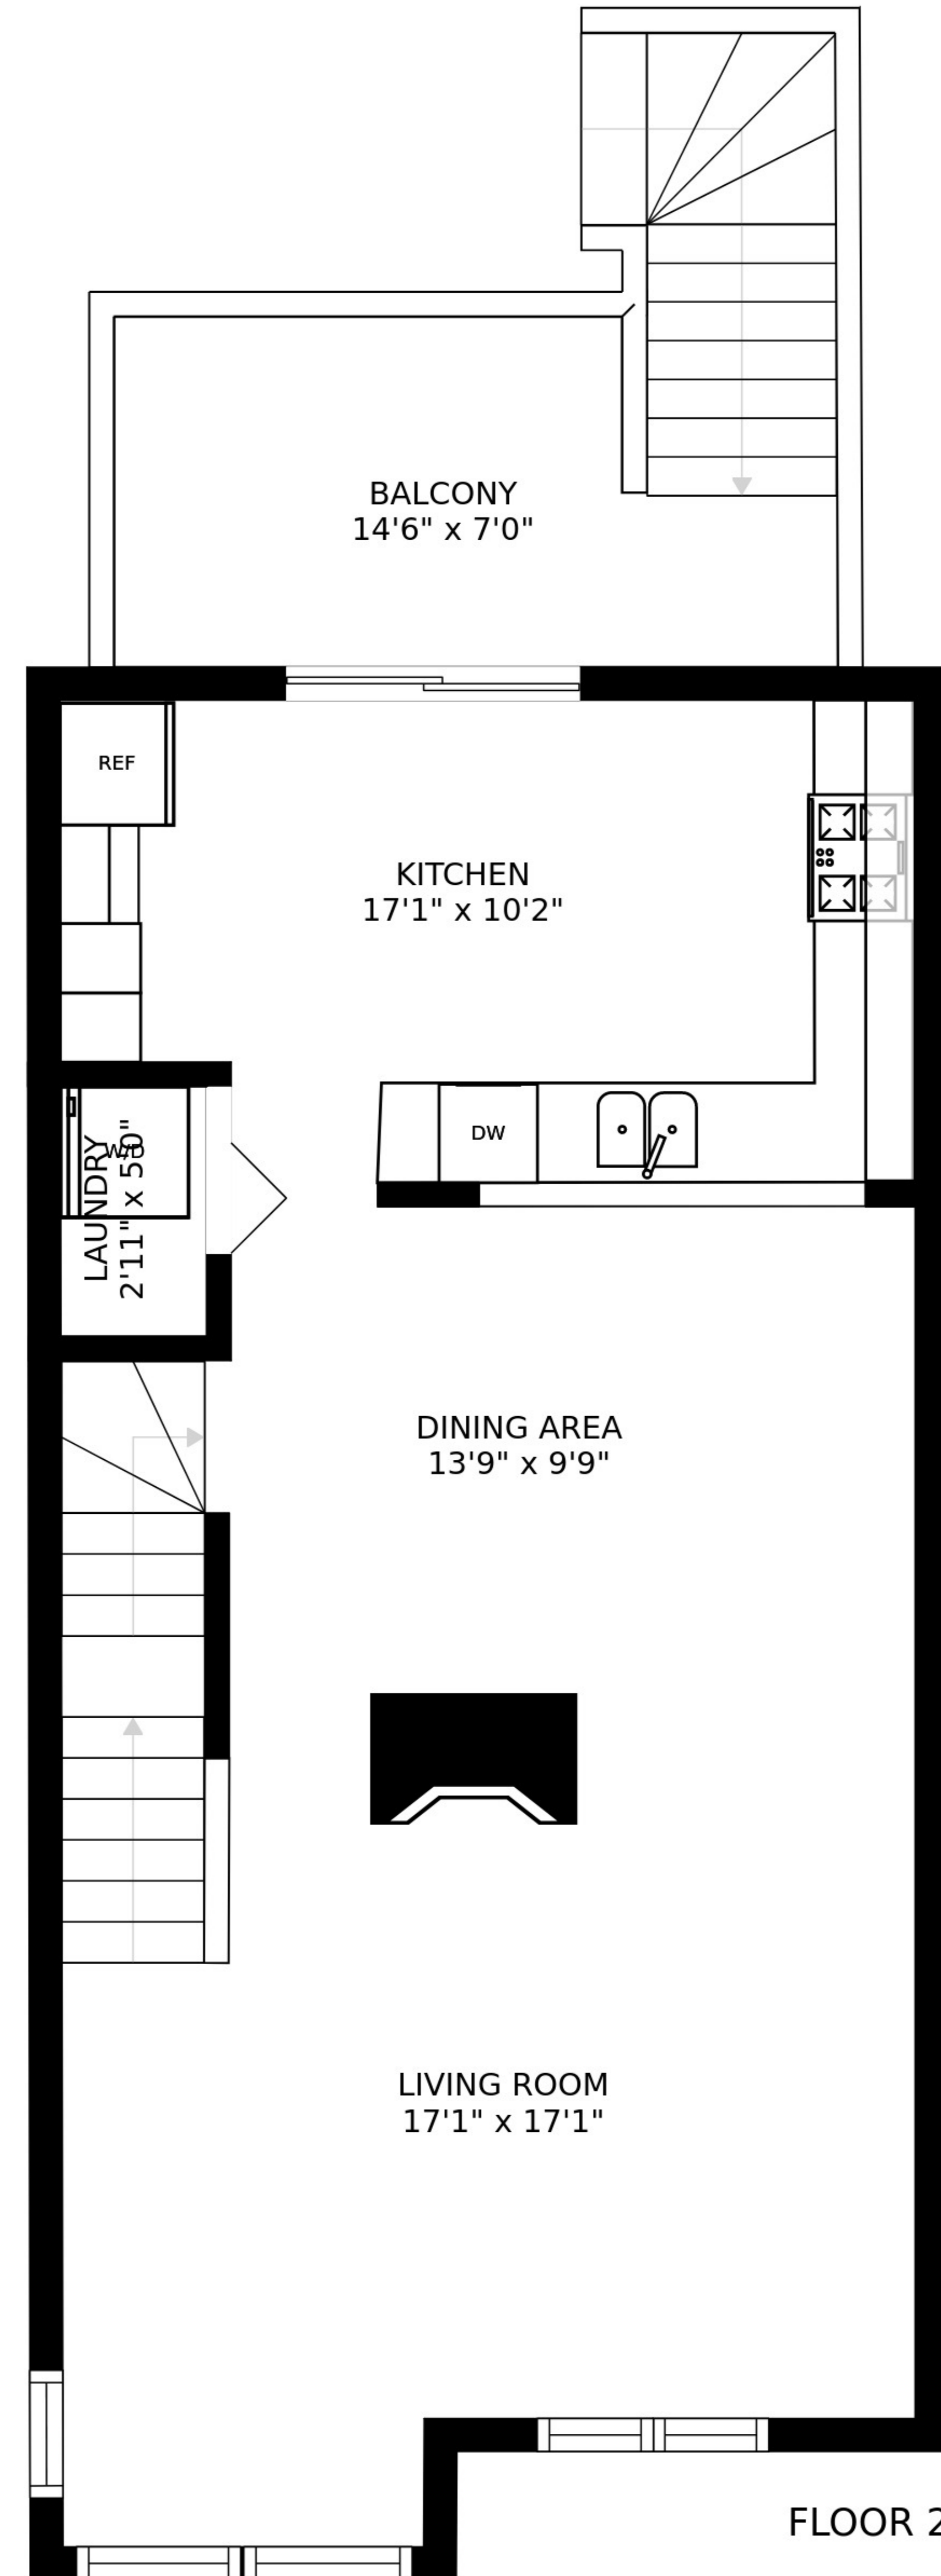 BALCONY
14'6" x 7'0"
REF
KITCHEN
17'1" x 10'2"
DW
W/D
LAUNDRY
2'11" x 5'0"
DINING AREA
13'9" x 9'9"
LIVING ROOM
17'1" x 17'1"
FLOOR 2